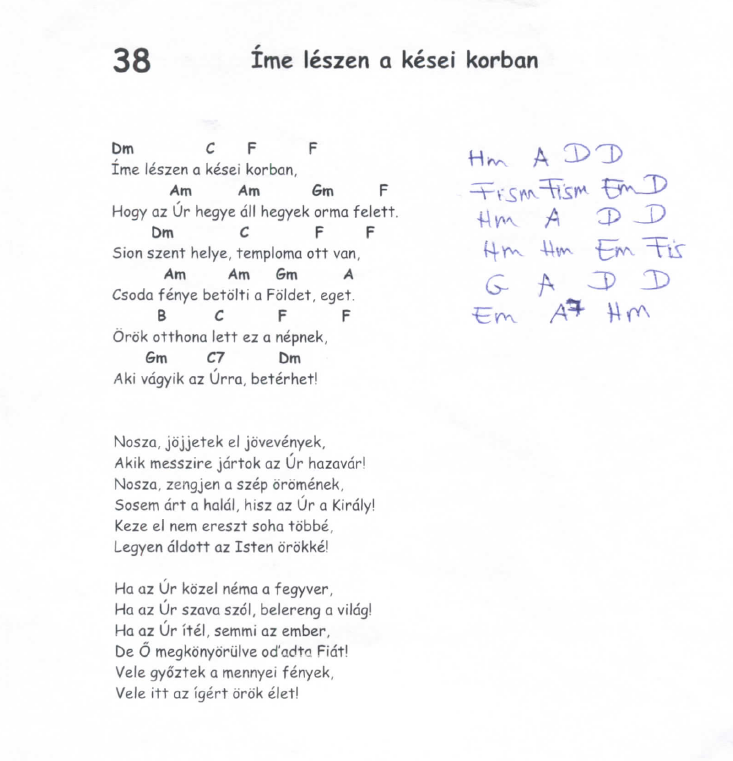 38 Íme lészen a kései korban
Dm C F F
Íme lészen a kései korban,
Am Am Gm F
Hogy az Úr hegye áll hegyek orma felett.
Dm C F F
Sion szent helye, temploma ott van,
Am Am Gm A
Csoda fénye betölti a Földet, eget.
B C F F
Örök otthona lett ez a népnek,
Gm C7 Dm
Aki vágyik az Úrra, betérhet!
Hm A D D
Fism Fism Em D
Hm A D D
Hm Hm Em Fis
G A D D
Em A7 Hm
Nosza, jöjjetek el jövevények,
Akik messzire jártok az Úr hazavár!
Nosza, zengjen a szép örömének,
Sosem árt a halál, hisz az Úr a Király!
Keze el nem ereszt soha többé,
Legyen áldott az Isten örökké!
Ha az Úr közel néma a fegyver,
Ha az Úr szava szól, belereng a világ!
Ha az Úr ítél, semmi az ember,
De Ő megkönyörülve od'adta Fiát!
Vele győztek a mennyei fények,
Vele itt az ígért örök élet!